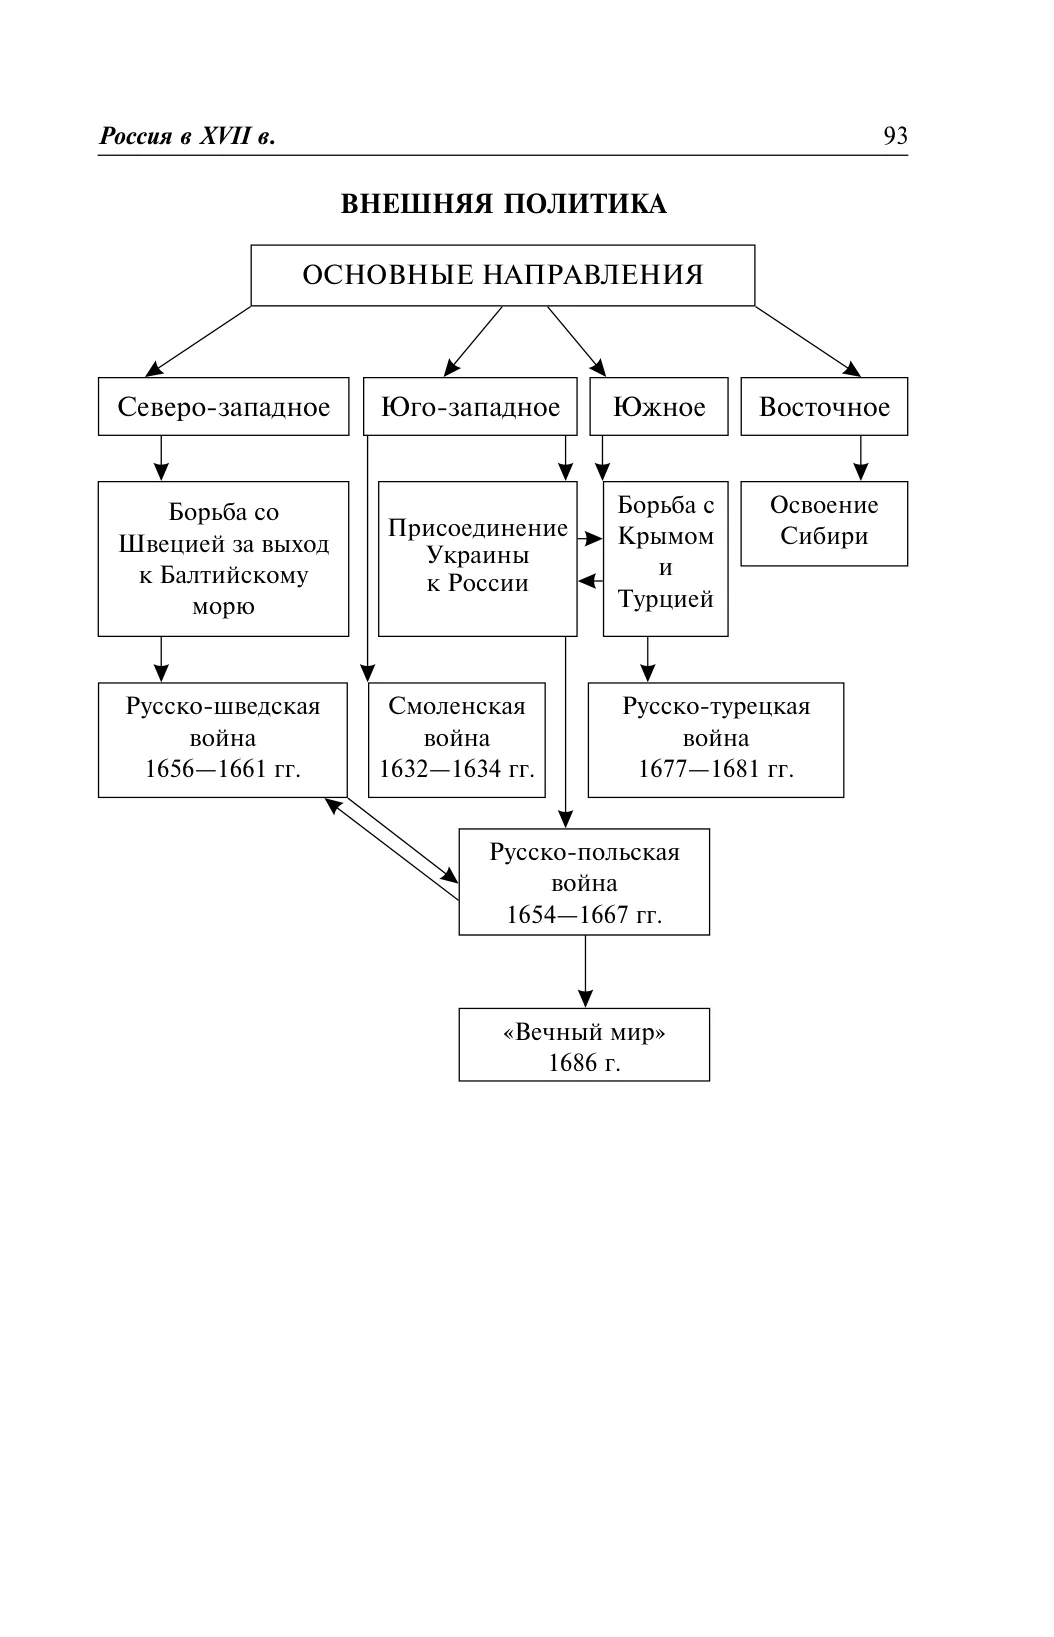 Россия в XVII в.
93
ВНЕШНЯЯ ПОЛИТИКА
ОСНОВНЫЕ НАПРАВЛЕНИЯ
Северо-западное
Юго-западное
Южное
Восточное
Борьба со
Швецией за выход
к Балтийскому
морю
Присоединение
Украины
к России
Борьба с
Крымом
и
Турцией
Освоение
Сибири
Русско-шведская
война
1656—1661 гг.
Смоленская
война
1632—1634 гг.
Русско-турецкая
война
1677—1681 гг.
Русско-польская
война
1654—1667 гг.
«Вечный мир»
1686 г.